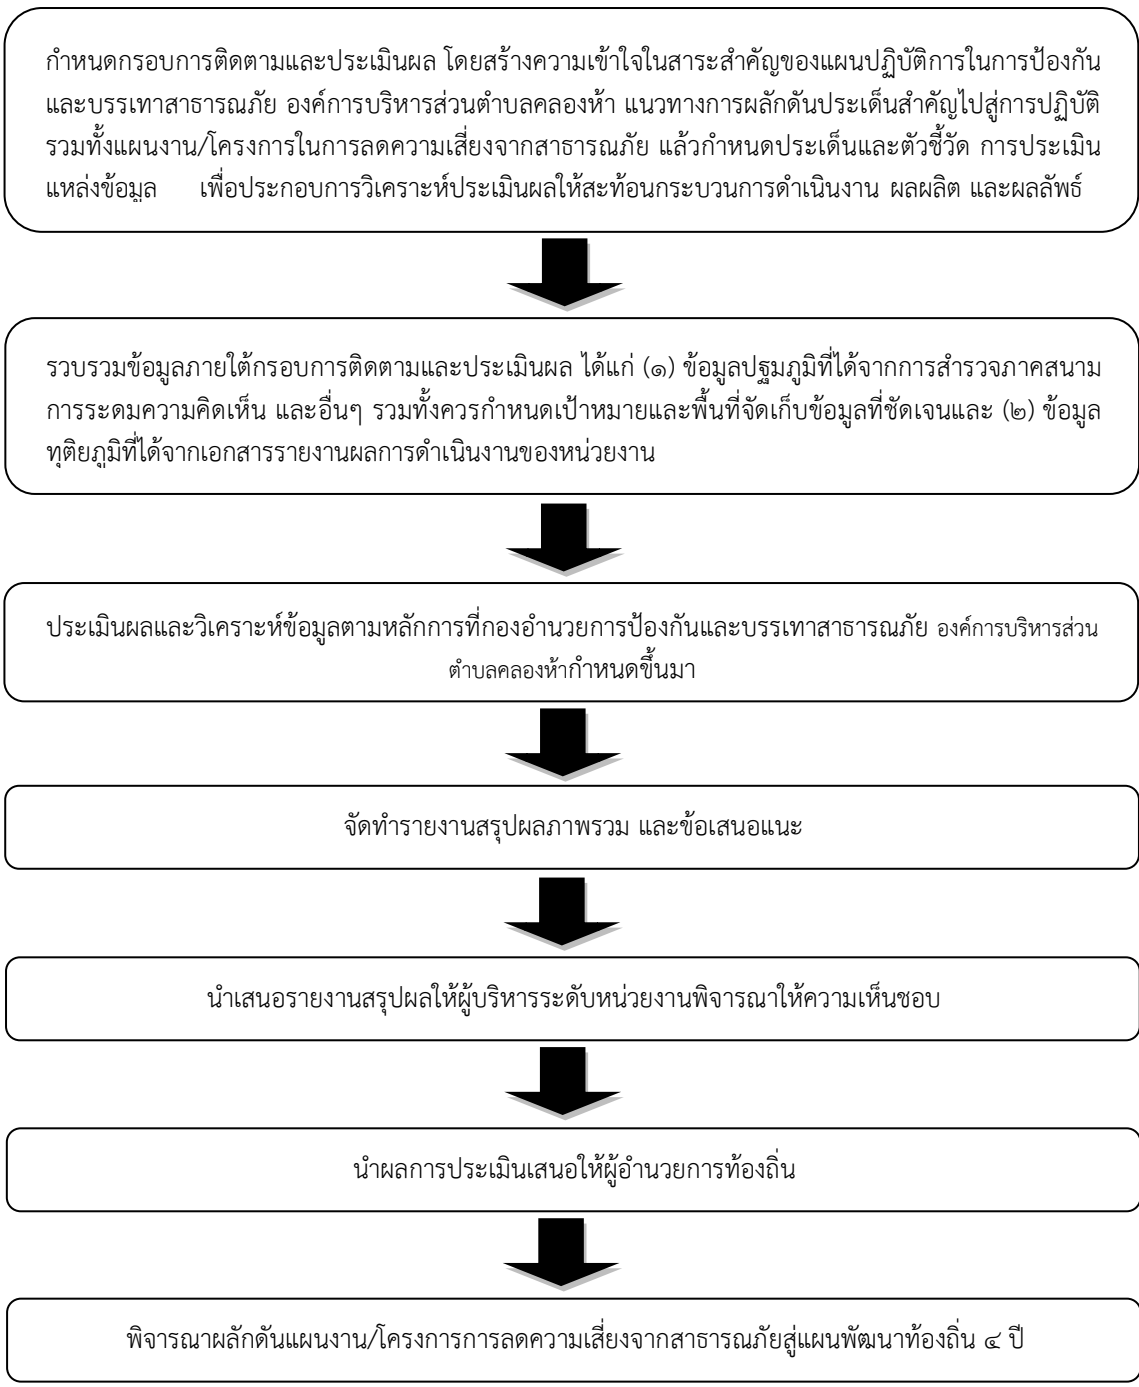 กำหนดกรอบการติดตามและประเมินผล โดยสร้างความเข้าใจในสาระสำคัญของแผนปฏิบัติการในการป้องกัน
และบรรเทาสาธารณภัย องค์การบริหารส่วนตำบลคลองห้า แนวทางการผลักดันประเด็นสำคัญไปสู่การปฏิบัติ
รวมทั้งแผนงาน/โครงการในการลดความเสี่ยงจากสาธารณภัย แล้วกำหนดประเด็นและตัวชี้วัด การประเมิน
แหล่งข้อมูล เพื่อประกอบการวิเคราะห์ประเมินผลให้สะท้อนกระบวนการดำเนินงาน ผลผลิต และผลลัพธ์
รวบรวมข้อมูลภายใต้กรอบการติดตามและประเมินผล ได้แก่ (๑) ข้อมูลปฐมภูมิที่ได้จากการสำรวจภาคสนาม
การระดมความคิดเห็น และอื่นๆ รวมทั้งควรกำหนดเป้าหมายและพื้นที่จัดเก็บข้อมูลที่ชัดเจนและ (๒) ข้อมูล
ทุติยภูมิที่ได้จากเอกสารรายงานผลการดำเนินงานของหน่วยงาน
ประเมินผลและวิเคราะห์ข้อมูลตามหลักการที่กองอำนวยการป้องกันและบรรเทาสาธารณภัย องค์การบริหารส่วน
ตำบลคลองห้ากำหนดขึ้นมา
จัดทำรายงานสรุปผลภาพรวม และข้อเสนอแนะ
นำเสนอรายงานสรุปผลให้ผู้บริหารระดับหน่วยงานพิจารณาให้ความเห็นชอบ
นำผลการประเมินเสนอให้ผู้อำนวยการท้องถิ่น
พิจารณาผลักดันแผนงาน/โครงการการลดความเสี่ยงจากสาธารณภัยสู่แผนพัฒนาท้องถิ่น ๔ ปี